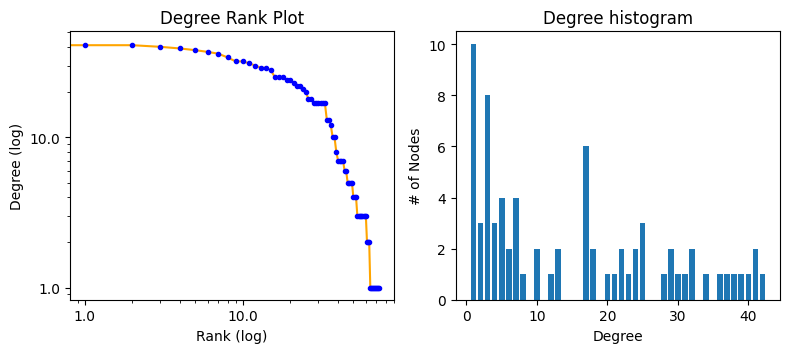 Degree Rank Plot
Degree (log)
10.0
1.0
1.0
10.0
Rank (log)
Degree histogram
# of Nodes
10
8
6
4
2
0
0
10
20
30
40
Degree